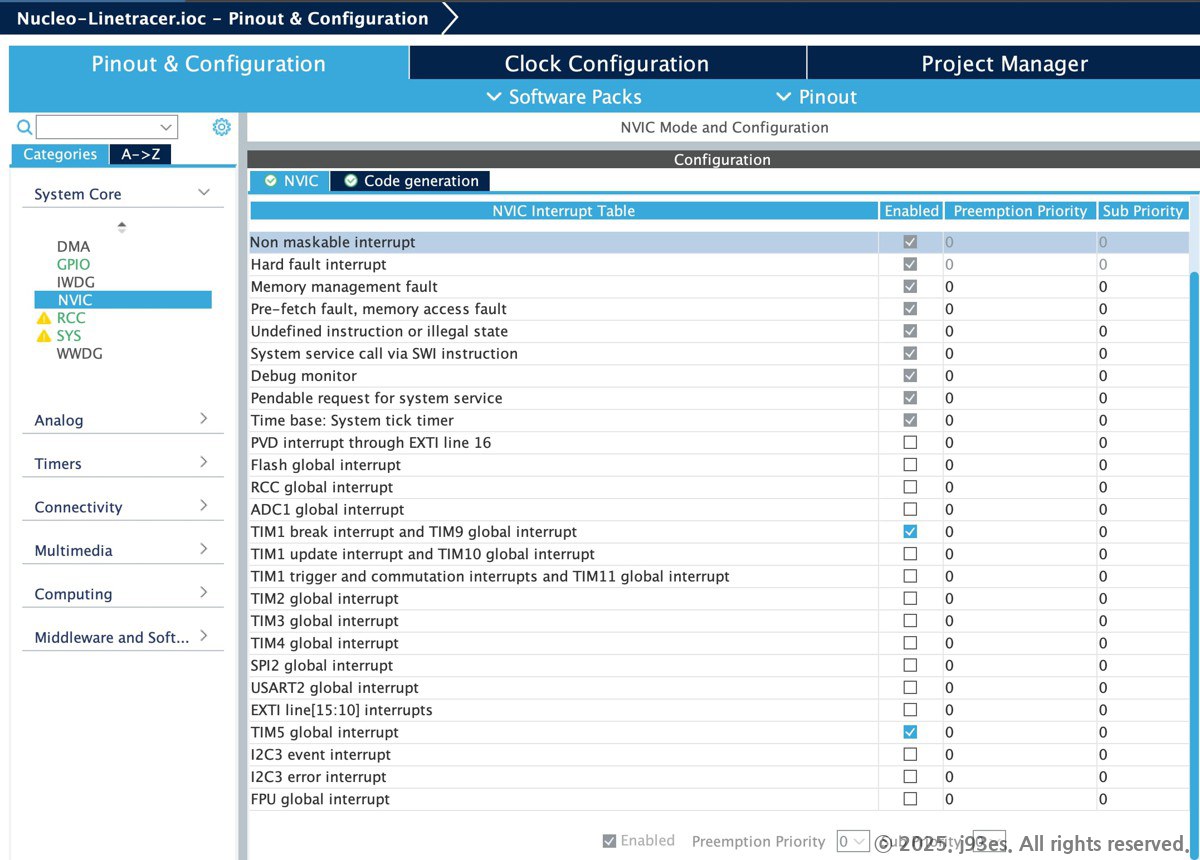 Nucleo-Linetracer.ioc - Pinout & Configuration
Pinout & Configuration Clock Configuration Project Manager
Software Packs Pinout
NVIC Mode and Configuration
Configuration
Categories A->Z
NVIC Code generation
System Core
DMA
GPIO
IWDG
NVIC
RCC
SYS
WWDG
Analog
Timers
Connectivity
Multimedia
Computing
Middleware and Soft...
NVIC Interrupt Table Enabled Preemption Priority Sub Priority
Non maskable interrupt 0 0
Hard fault interrupt 0 0
Memory management fault 0 0
Pre-fetch fault, memory access fault 0 0
Undefined instruction or illegal state 0 0
System service call via SWI instruction 0 0
Debug monitor 0 0
Pendable request for system service 0 0
Time base: System tick timer 0 0
PVD interrupt through EXTI line 16 0 0
Flash global interrupt 0 0
RCC global interrupt 0 0
ADC1 global interrupt 0 0
TIM1 break interrupt and TIM9 global interrupt 0 0
TIM1 update interrupt and TIM10 global interrupt 0 0
TIM1 trigger and commutation interrupts and TIM11 global interrupt 0 0
TIM2 global interrupt 0 0
TIM3 global interrupt 0 0
TIM4 global interrupt 0 0
SPI2 global interrupt 0 0
USART2 global interrupt 0 0
EXTI line[15:10] interrupts 0 0
TIM5 global interrupt 0 0
I2C3 event interrupt 0 0
I2C3 error interrupt 0 0
FPU global interrupt 0 0
Enabled Preemption Priority 0 Sub Priority
© 2025. j93es. All rights reserved.